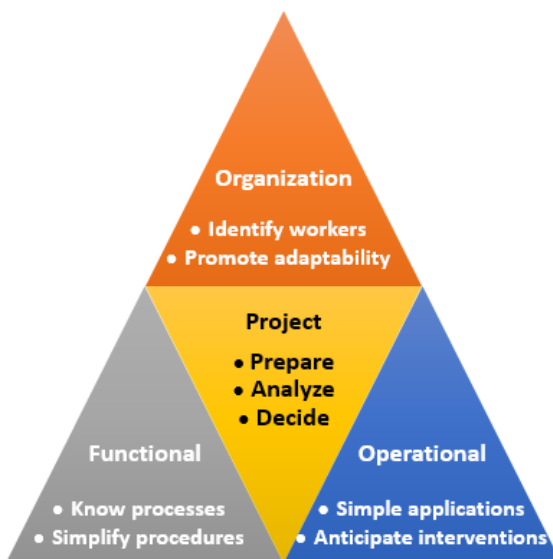 Organization
● Identify workers
● Promote adaptability
Project
● Prepare
● Analyze
● Decide
Functional
● Know processes
● Simplify procedures
Operational
● Simple applications
● Anticipate interventions